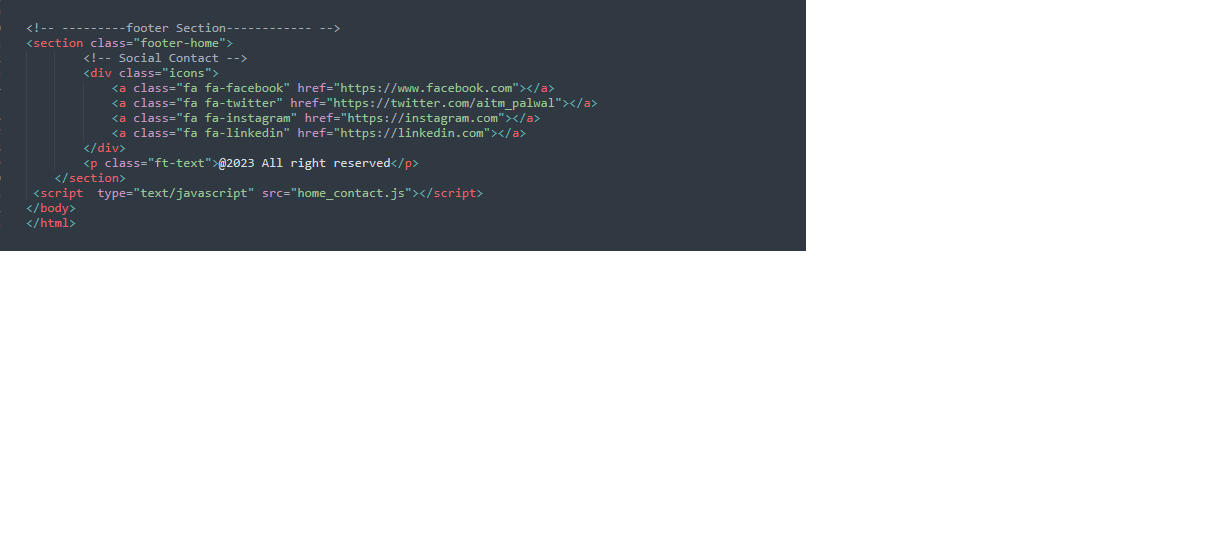 <!-- ---------footer Section------------ -->
<section class="footer-home">
<!-- Social Contact -->
<div class="icons">
<a class="fa fa-facebook" href="https://www.facebook.com"></a>
<a class="fa fa-twitter" href="https://twitter.com/aitm_palwal"></a>
<a class="fa fa-instagram" href="https://instagram.com"></a>
<a class="fa fa-linkedin" href="https://linkedin.com"></a>
</div>
<p class="ft-text">@2023 All right reserved</p>
</section>
<script  type="text/javascript" src="home_contact.js"></script>
</body>
</html>